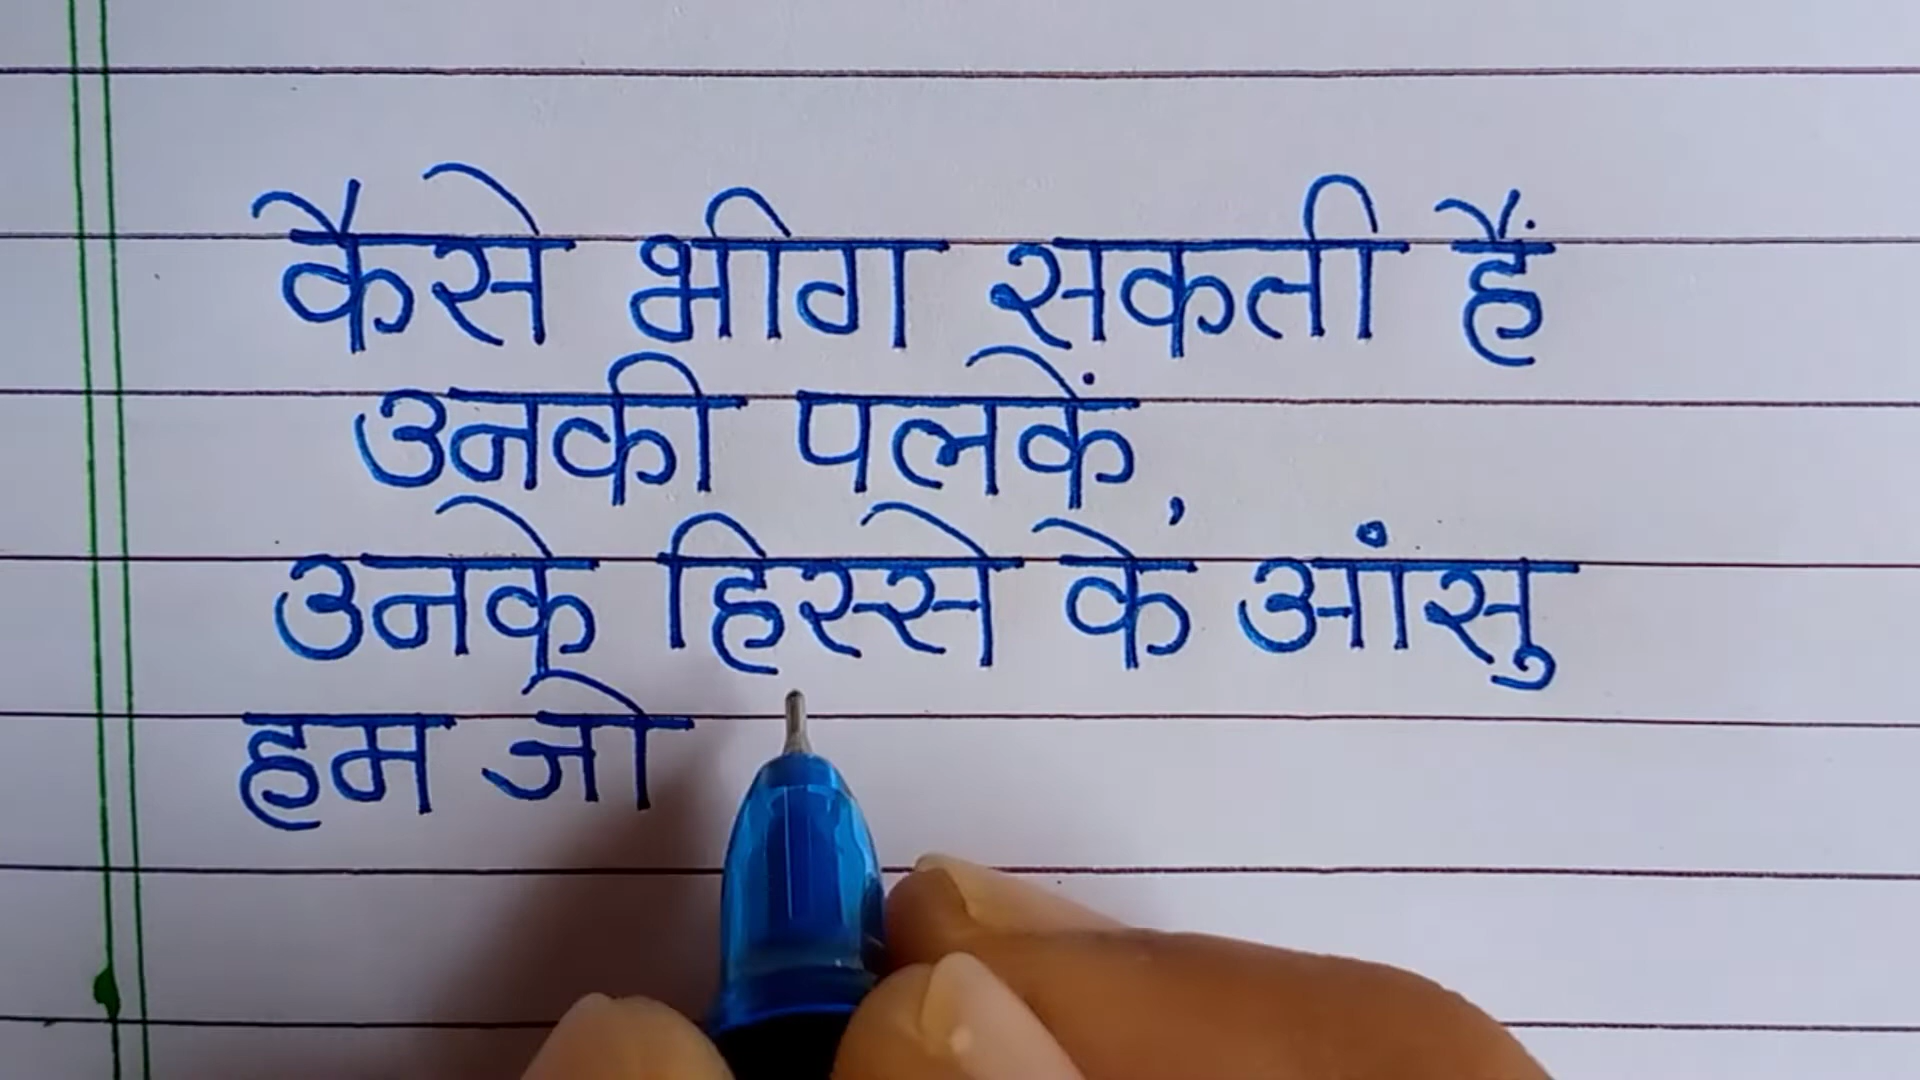 कैसे भीग सकती हैं
उनकी पलकें,
उनके हिस्से के आंसु
हम जो